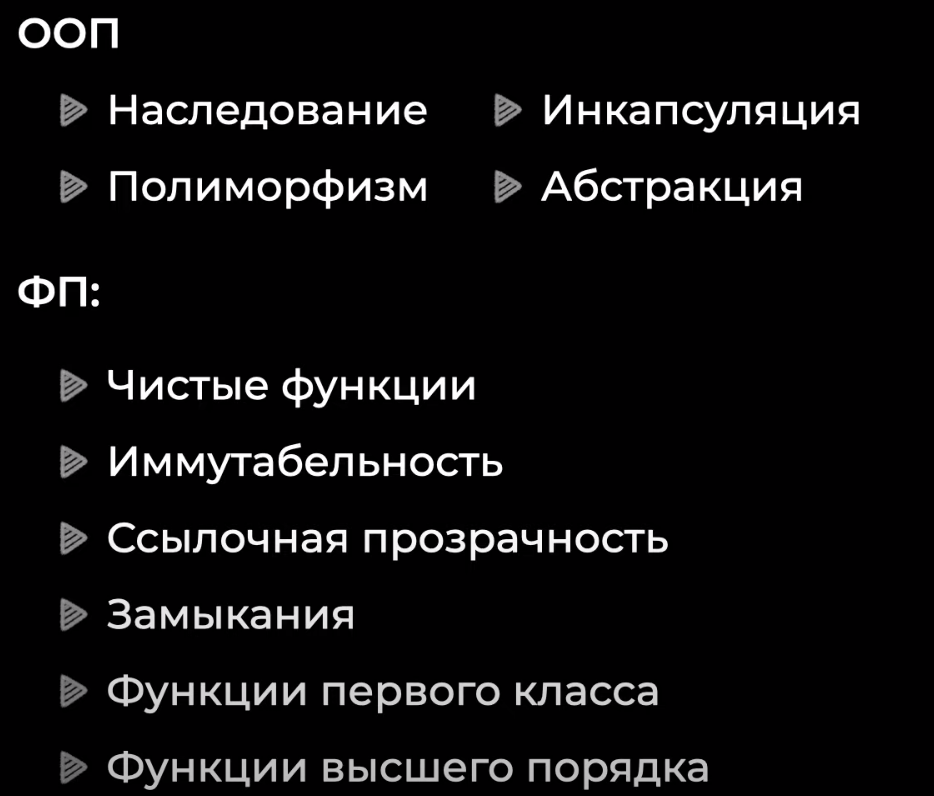 ООП
Наследование Инкапсуляция
Полиморфизм Абстракция
ФП:
Чистые функции
Иммутабельность
Ссылочная прозрачность
Замыкания
Функции первого класса
Функции высшего порядка